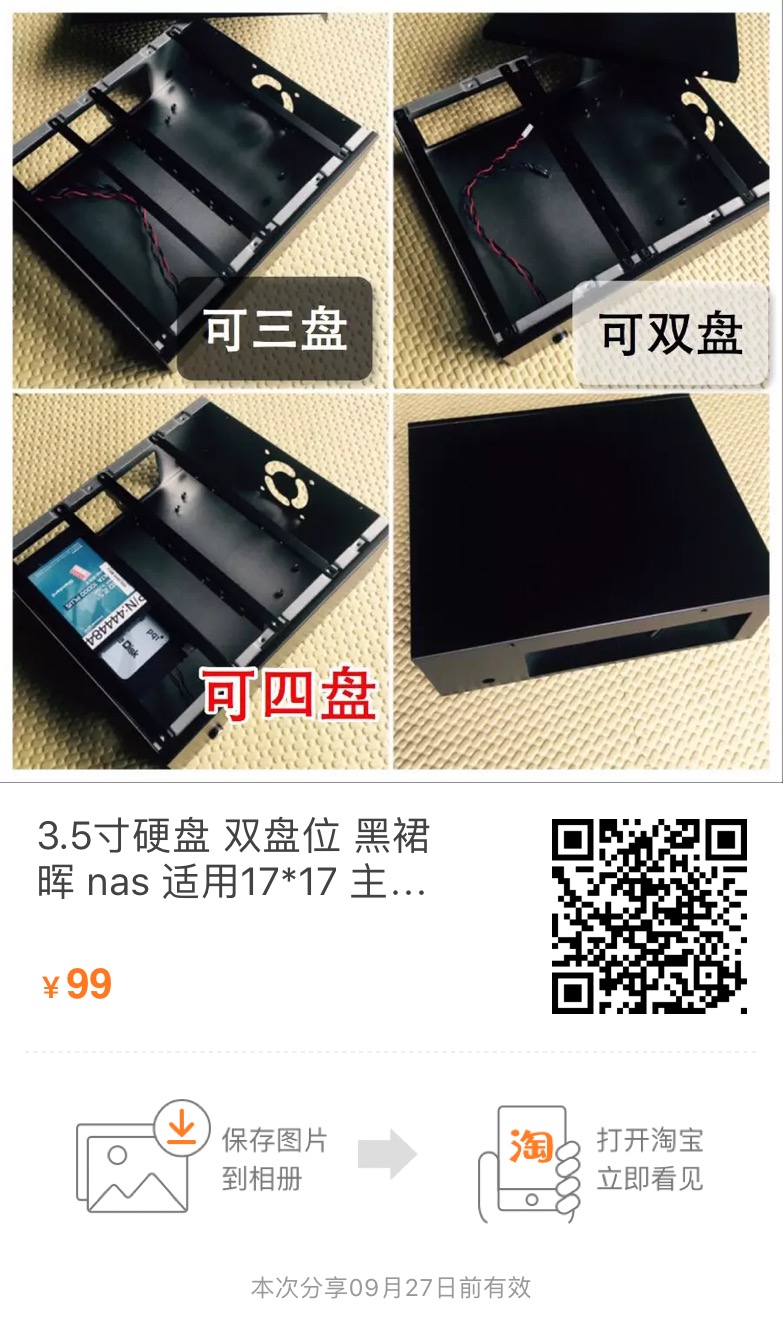 可三盘
可双盘
可四盘
3.5寸硬盘 双盘位 黑裙
晖 nas 适用17*17 主...
¥ 99
保存图片
到相册
淘
打开淘宝
立即看见
本次分享09月27日前有效